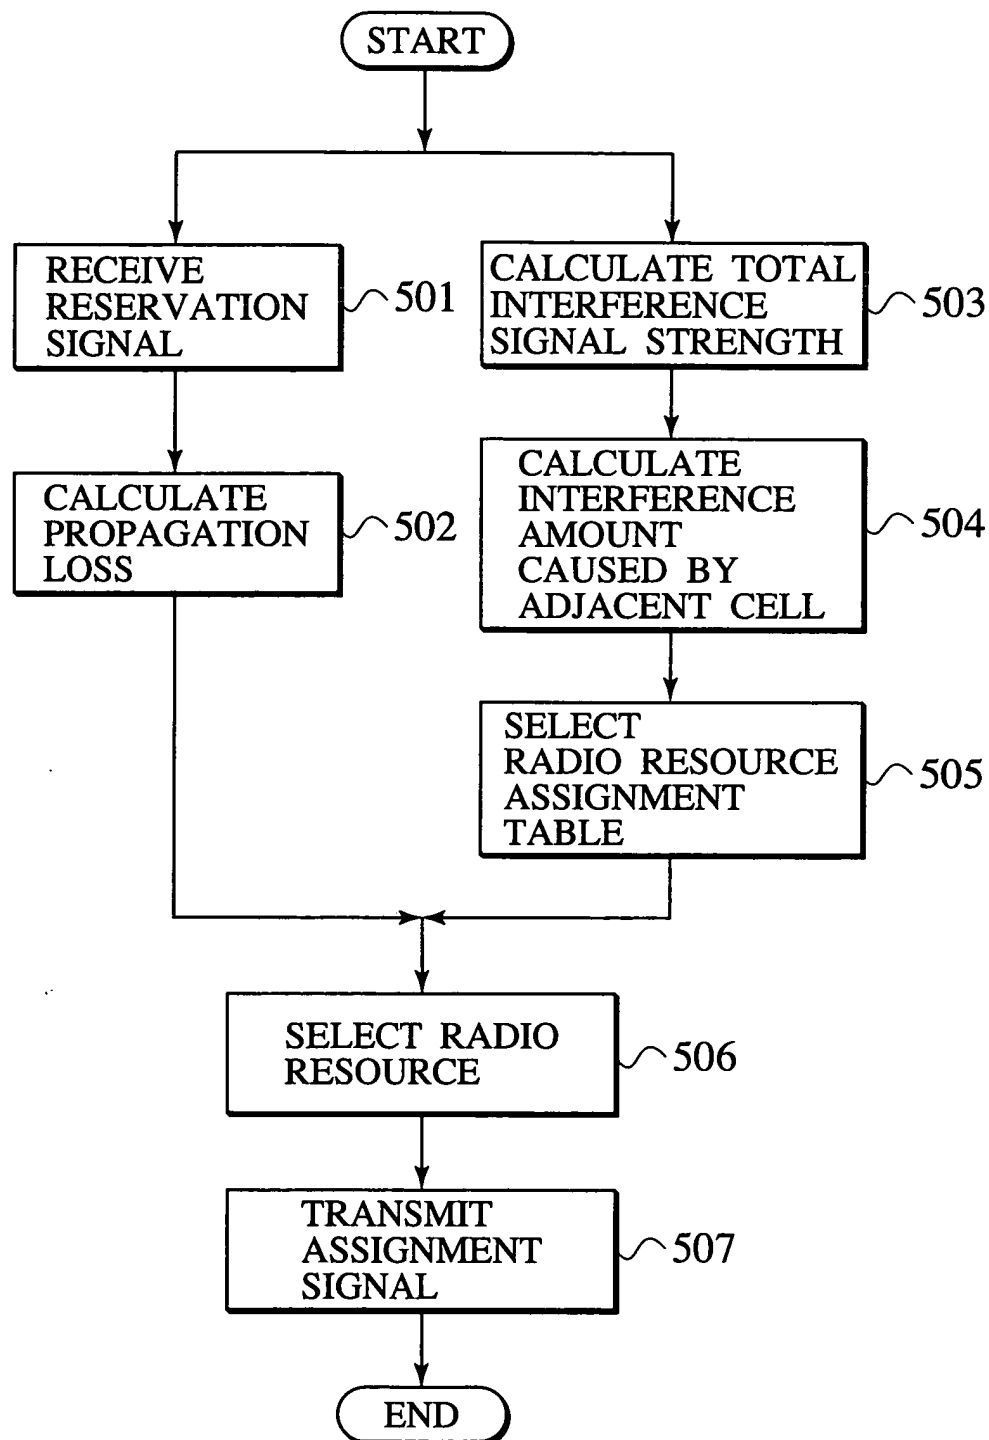 START
RECEIVE
RESERVATION
SIGNAL
501
CALCULATE
PROPAGATION
LOSS
502
CALCULATE TOTAL
INTERFERENCE
SIGNAL STRENGTH
503
CALCULATE
INTERFERENCE
AMOUNT
CAUSED BY
ADJACENT CELL
504
SELECT
RADIO RESOURCE
ASSIGNMENT
TABLE
505
SELECT RADIO
RESOURCE
506
TRANSMIT
ASSIGNMENT
SIGNAL
507
END